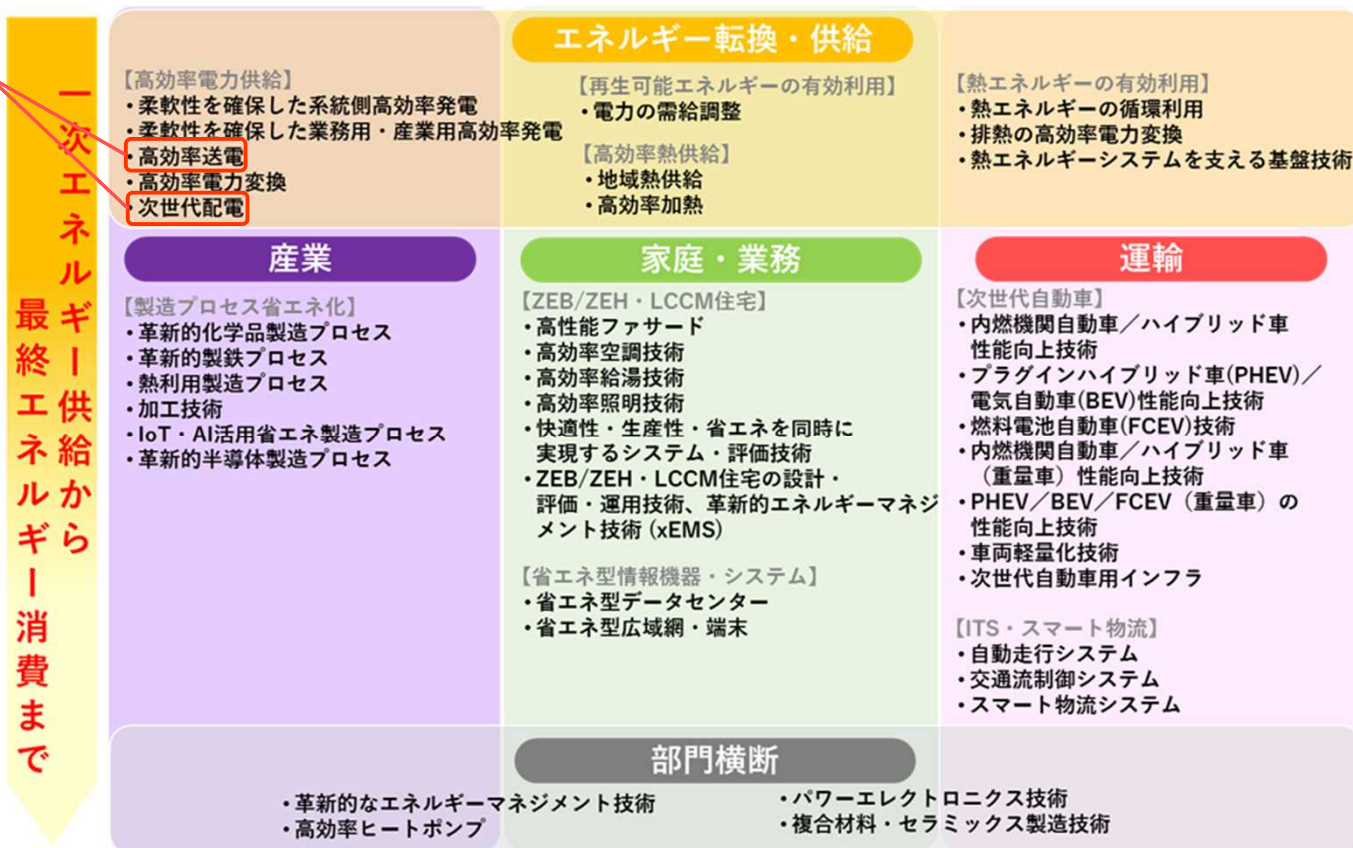 一次エネルギー供給から
最終エネルギー消費まで
エネルギー転換・供給
【高効率電力供給】
・柔軟性を確保した系統側高効率発電
・柔軟性を確保した業務用・産業用高効率発電
・高効率送電
・高効率電力変換
・次世代配電
【再生可能エネルギーの有効利用】
・電力の需給調整
【高効率熱供給】
・地域熱供給
・高効率加熱
【熱エネルギーの有効利用】
・熱エネルギーの循環利用
・排熱の高効率電力変換
・熱エネルギーシステムを支える基盤技術
産業
【製造プロセス省エネ化】
・革新的化学品製造プロセス
・革新的製鉄プロセス
・熱利用製造プロセス
・加工技術
・IoT・AI活用省エネ製造プロセス
・革新的半導体製造プロセス
家庭・業務
【ZEB/ZEH・LCCM住宅】
・高性能ファサード
・高効率空調技術
・高効率給湯技術
・高効率照明技術
・快適性・生産性・省エネを同時に
実現するシステム・評価技術
・ZEB/ZEH・LCCM住宅の設計・
評価・運用技術、革新的エネルギーマネジ
メント技術 (xEMS)
【省エネ型情報機器・システム】
・省エネ型データセンター
・省エネ型広域網・端末
運輸
【次世代自動車】
・内燃機関自動車／ハイブリッド車
性能向上技術
・プラグインハイブリッド車(PHEV)／
電気自動車(BEV)性能向上技術
・燃料電池自動車(FCEV)技術
・内燃機関自動車／ハイブリッド車
（重量車）性能向上技術
・PHEV／BEV／FCEV（重量車）の
性能向上技術
・車両軽量化技術
・次世代自動車用インフラ
【ITS・スマート物流】
・自動走行システム
・交通流制御システム
・スマート物流システム
部門横断
・革新的なエネルギーマネジメント技術
・高効率ヒートポンプ
・パワーエレクトロニクス技術
・複合材料・セラミックス製造技術